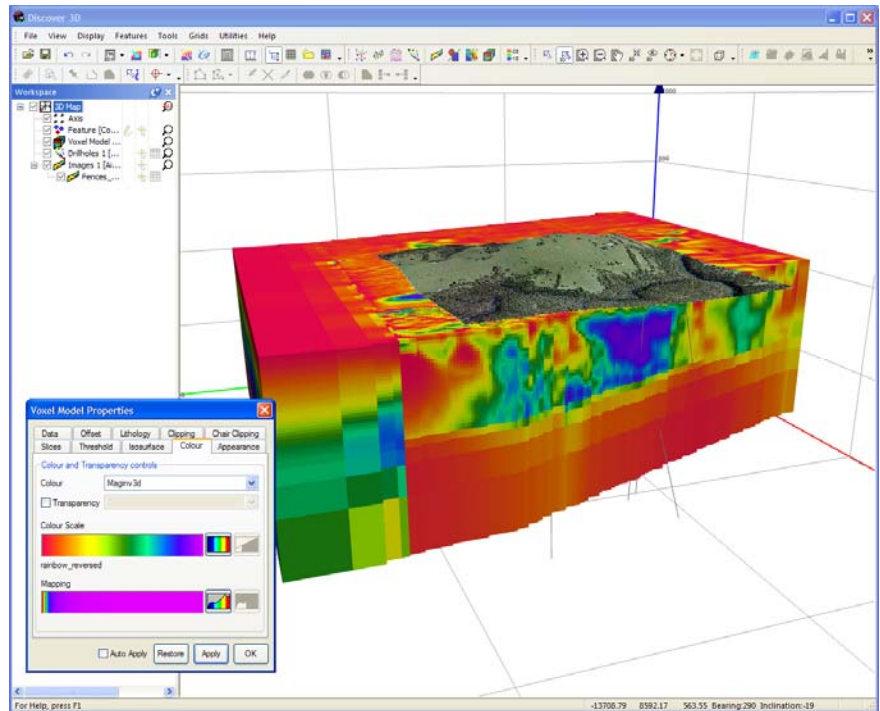 Discover 3D
File View Display Features Tools Grids Utilities Help
Workspace
3D Map
Axis
Feature [Co...
Voxel Model ...
Drillholes 1 [...
Images 1 [Ai...
Fences_...
Voxel Model Properties
Data Offset Lithology Clipping Chair Clipping
Slices Threshold Isosurface Colour Appearance
Colour and Transparency controls
Colour Maginv3d
Transparency
Colour Scale
rainbow_reversed
Mapping
Auto Apply Restore Apply OK
For Help, press F1 -13708.79 8592.17 563.55 Bearing:290 Inclination:-19